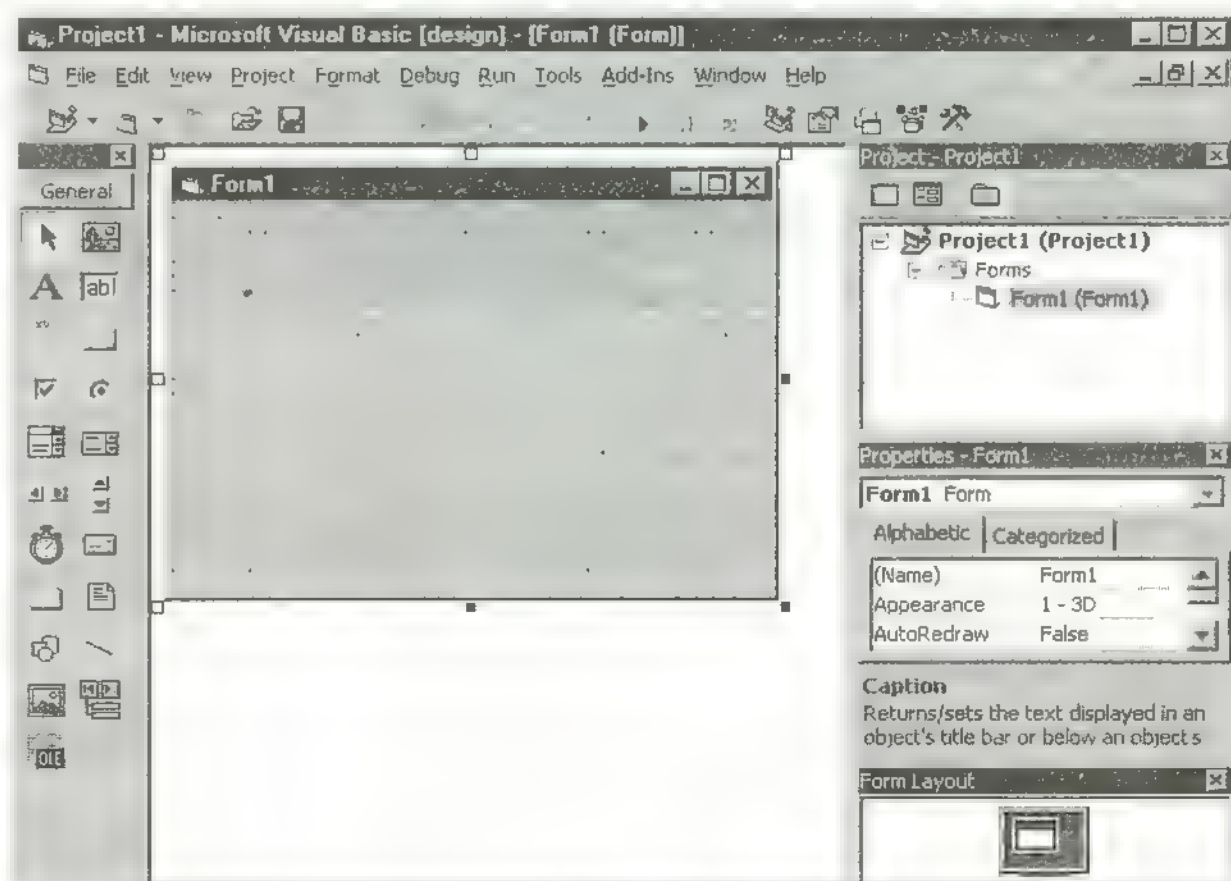 Project1 - Microsoft Visual Basic [design] - [Form1 (Form)]
File Edit View Project Format Debug Run Tools Add-Ins Window Help
General
A
abl
OLE
Form1
Project - Project1
Project1 (Project1)
Forms
Form1 (Form1)
Properties - Form1
Form1 Form
Alphabetic Categorized
(Name) Form1
Appearance 1 - 3D
AutoRedraw False
Caption
Returns/sets the text displayed in an
object's title bar or below an object's
Form Layout